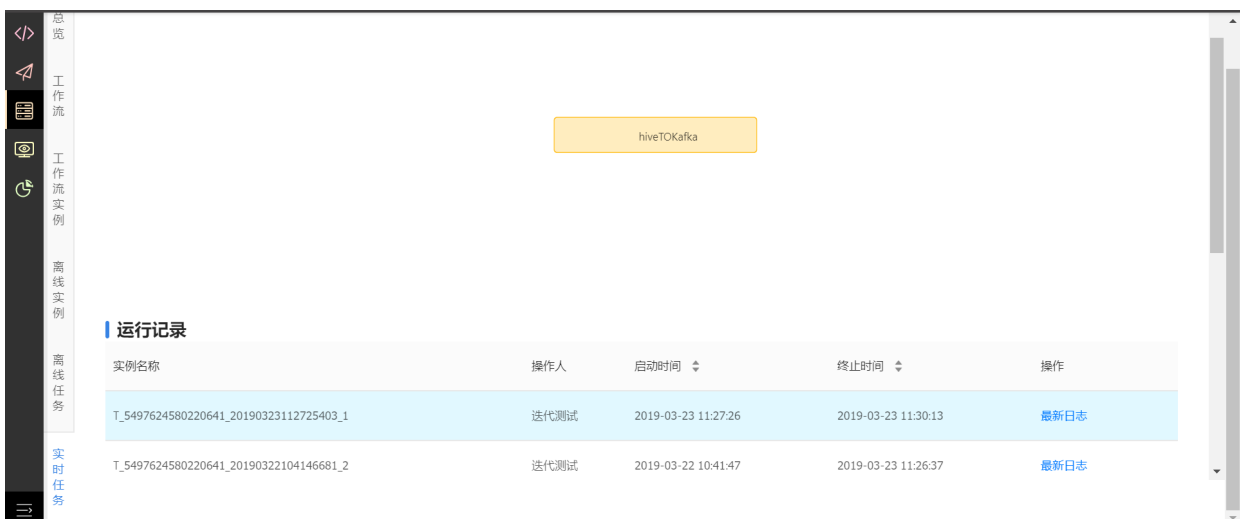 总览
工作流
工作流实例
离线实例
离线任务
实时任务
hiveTOKafka
运行记录
实例名称 操作人 启动时间 终止时间 操作
T_5497624580220641_20190323112725403_1 迭代测试 2019-03-23 11:27:26 2019-03-23 11:30:13 最新日志
T_5497624580220641_20190322104146681_2 迭代测试 2019-03-22 10:41:47 2019-03-23 11:26:37 最新日志